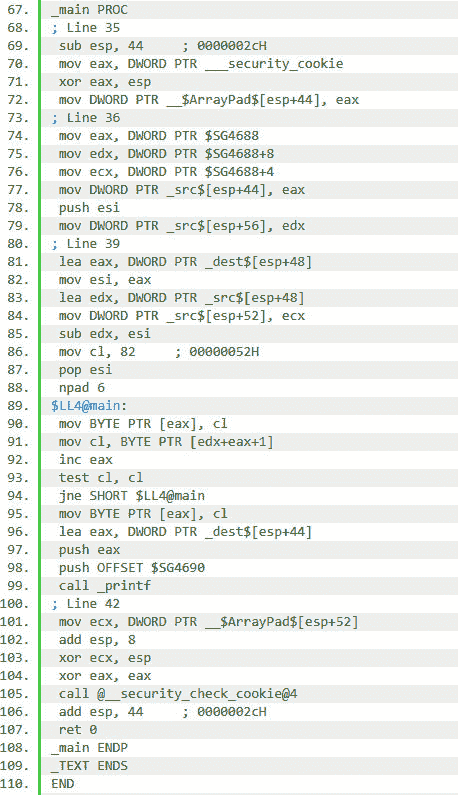 67. _main PROC
68. ; Line 35
69. sub esp, 44 ; 0000002cH
70. mov eax, DWORD PTR ___security_cookie
71. xor eax, esp
72. mov DWORD PTR __$ArrayPad$[esp+44], eax
73. ; Line 36
74. mov eax, DWORD PTR $SG4688
75. mov edx, DWORD PTR $SG4688+8
76. mov ecx, DWORD PTR $SG4688+4
77. mov DWORD PTR _src$[esp+44], eax
78. push esi
79. mov DWORD PTR _src$[esp+56], edx
80. ; Line 39
81. lea eax, DWORD PTR _dest$[esp+48]
82. mov esi, eax
83. lea edx, DWORD PTR _src$[esp+48]
84. mov DWORD PTR _src$[esp+52], ecx
85. sub edx, esi
86. mov cl, 82 ; 00000052H
87. pop esi
88. npad 6
89. $LL4@main:
90. mov BYTE PTR [eax], cl
91. mov cl, BYTE PTR [edx+eax+1]
92. inc eax
93. test cl, cl
94. jne SHORT $LL4@main
95. mov BYTE PTR [eax], cl
96. lea eax, DWORD PTR _dest$[esp+44]
97. push eax
98. push OFFSET $SG4690
99. call _printf
100. ; Line 42
101. mov ecx, DWORD PTR __$ArrayPad$[esp+52]
102. add esp, 8
103. xor ecx, esp
104. xor eax, eax
105. call @__security_check_cookie@4
106. add esp, 44 ; 0000002cH
107. ret 0
108. _main ENDP
109. _TEXT ENDS
110. END